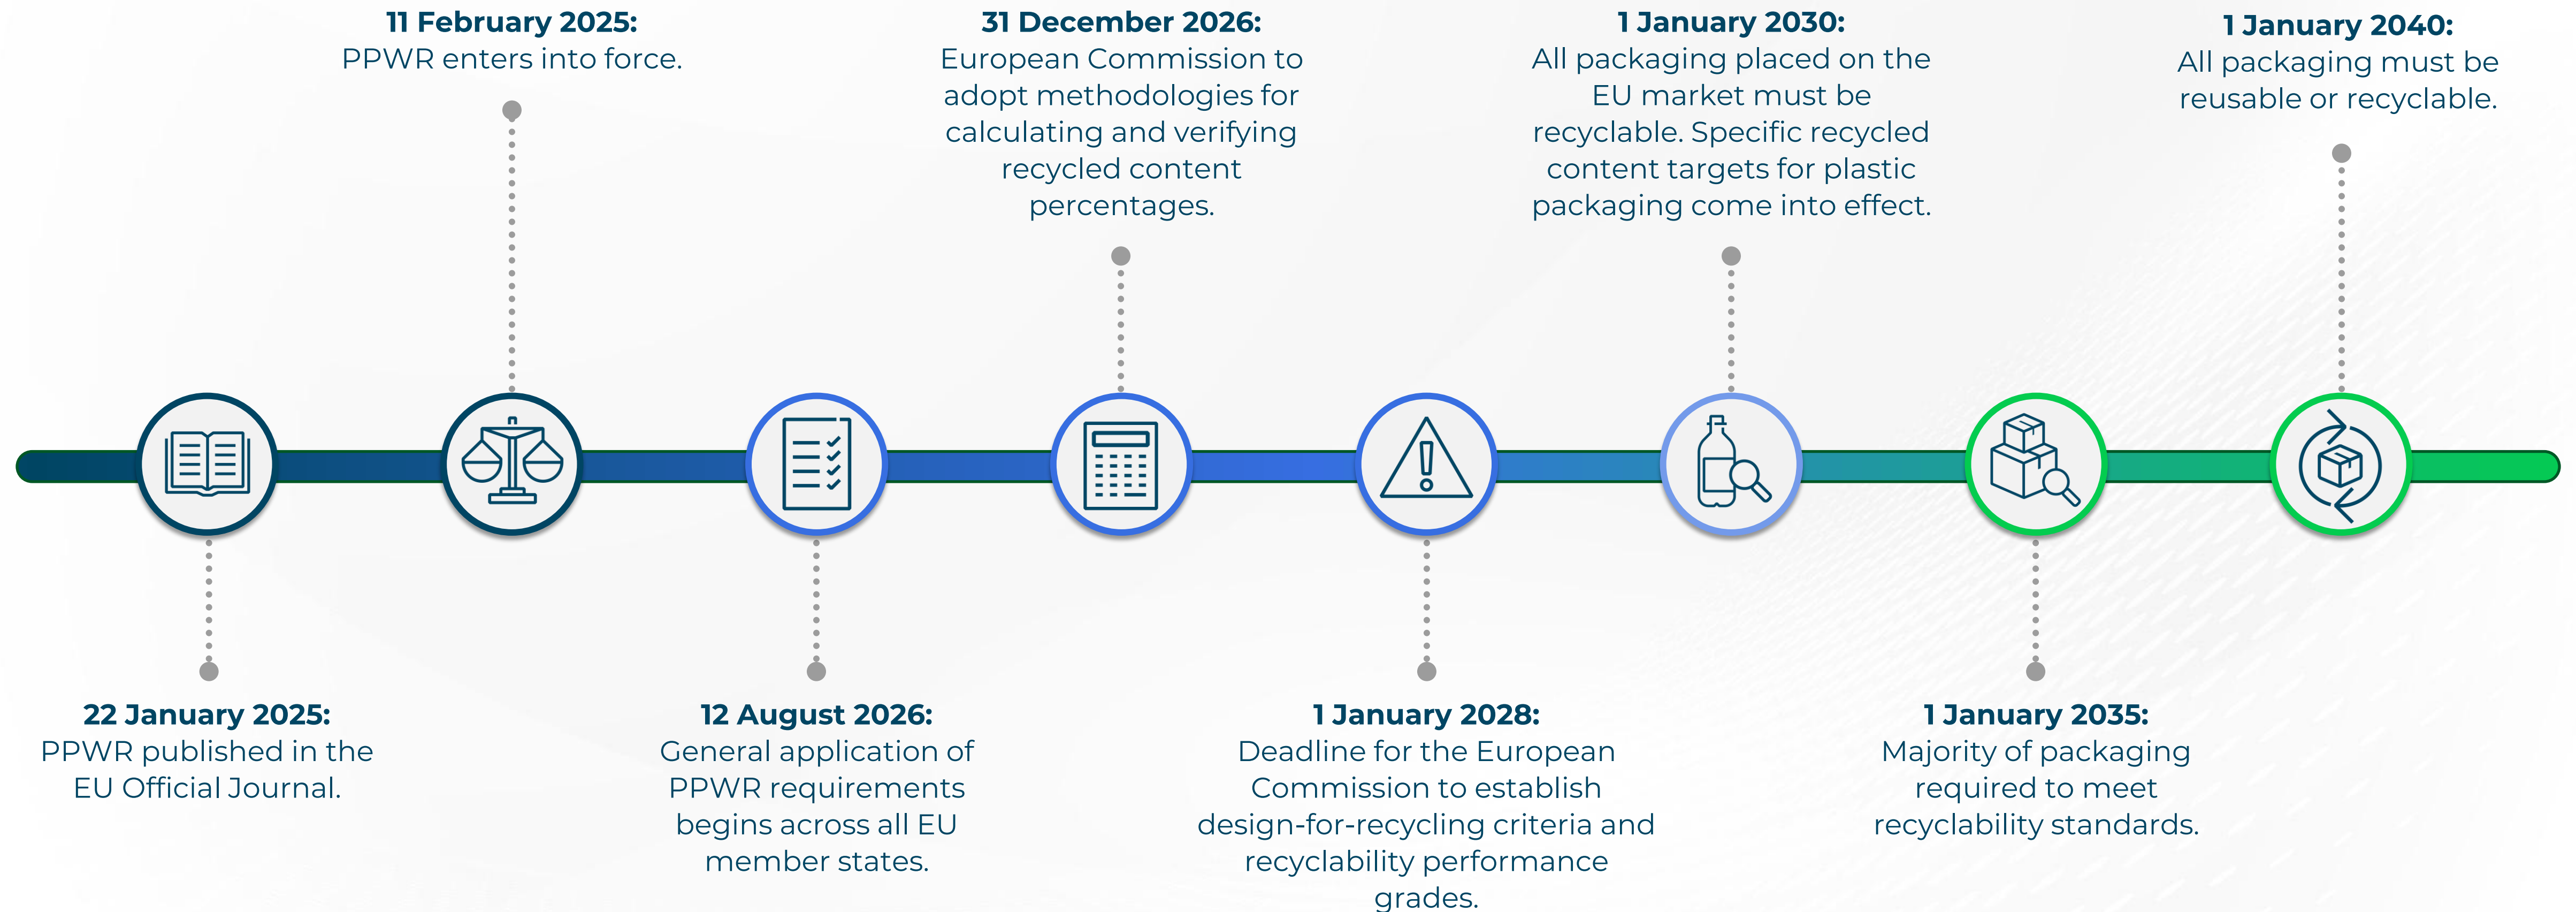 22 January 2025:
PPWR published in the
EU Official Journal.
11 February 2025:
PPWR enters into force.
12 August 2026:
General application of
PPWR requirements
begins across all EU
member states.
31 December 2026:
European Commission to
adopt methodologies for
calculating and verifying
recycled content
percentages.
1 January 2028:
Deadline for the European
Commission to establish
design-for-recycling criteria and
recyclability performance
grades.
1 January 2030:
All packaging placed on the
EU market must be
recyclable. Specific recycled
content targets for plastic
packaging come into effect.
1 January 2035:
Majority of packaging
required to meet
recyclability standards.
1 January 2040:
All packaging must be
reusable or recyclable.